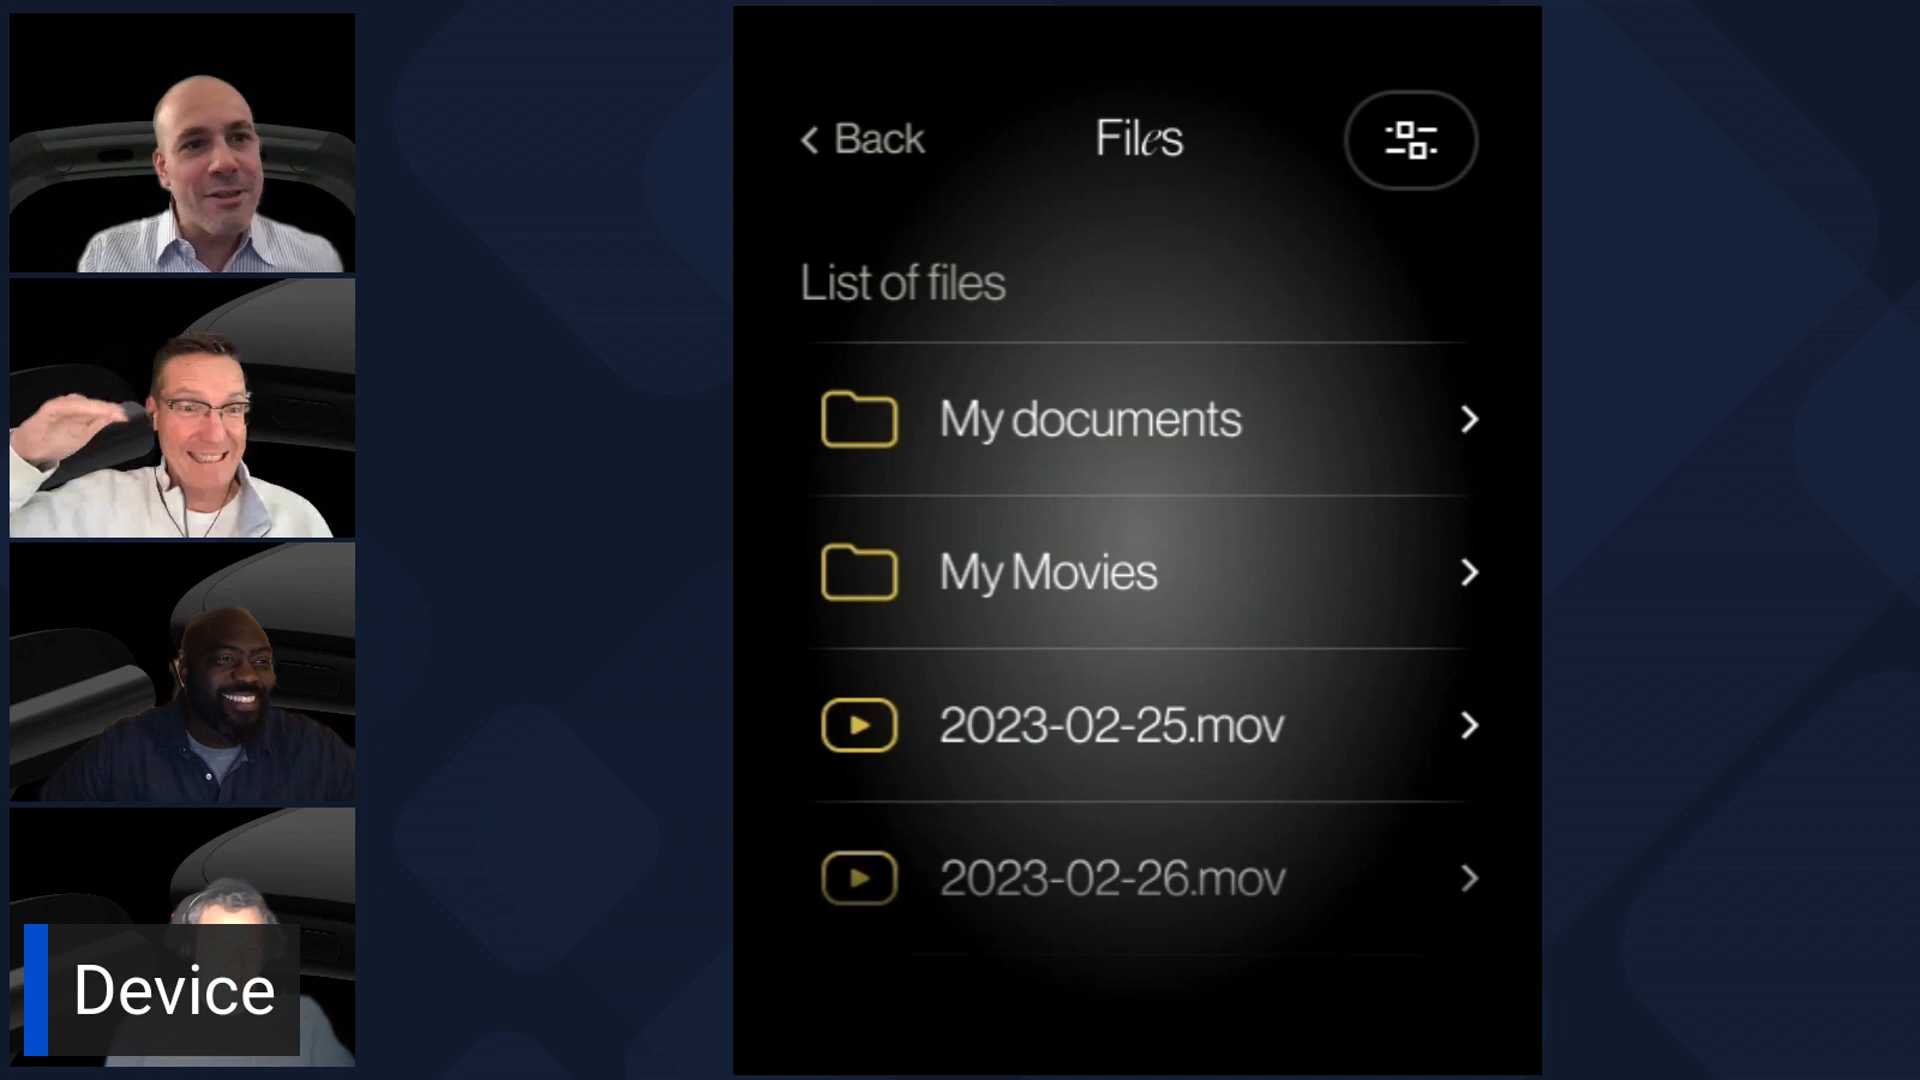 Back
Files
List of files
My documents
My Movies
2023-02-25.mov
2023-02-26.mov
Device